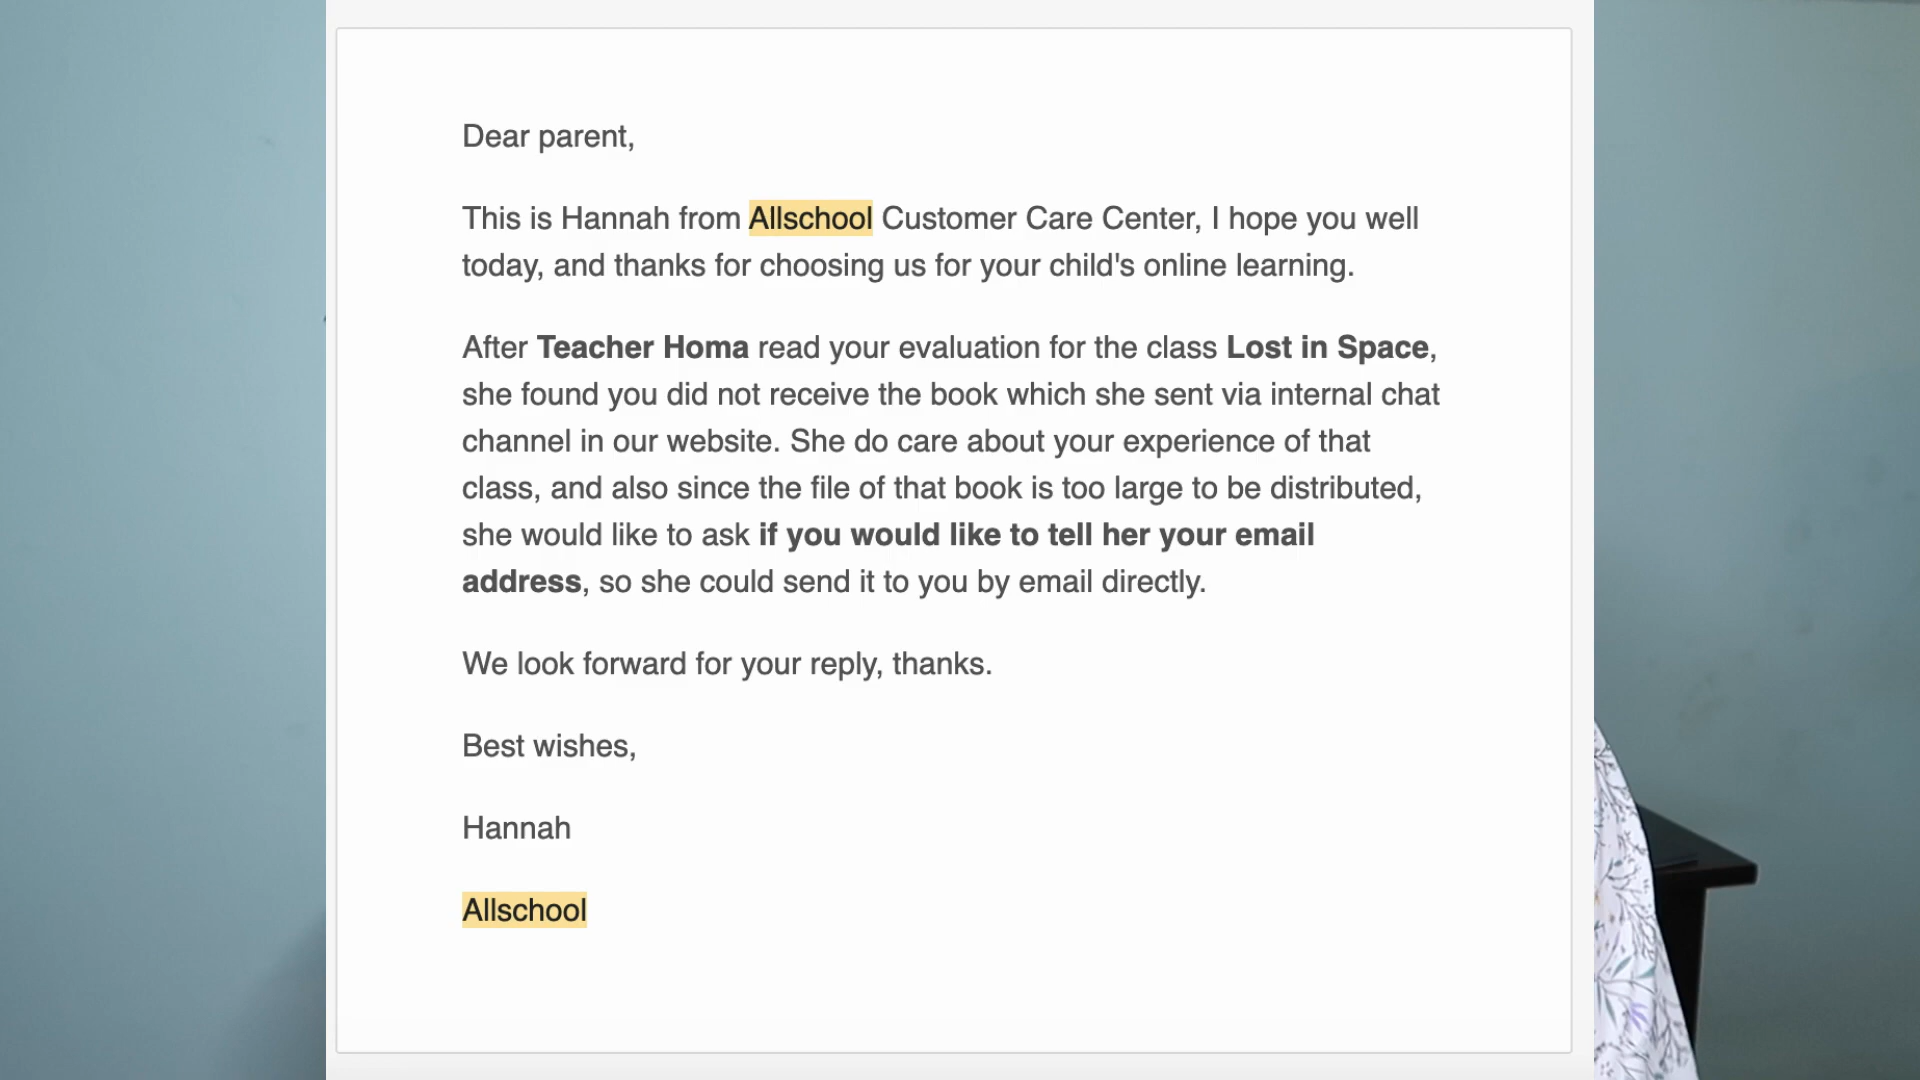 Dear parent,
This is Hannah from Allschool Customer Care Center, I hope you well
today, and thanks for choosing us for your child's online learning.
After Teacher Homa read your evaluation for the class Lost in Space,
she found you did not receive the book which she sent via internal chat
channel in our website. She do care about your experience of that
class, and also since the file of that book is too large to be distributed,
she would like to ask if you would like to tell her your email
address, so she could send it to you by email directly.
We look forward for your reply, thanks.
Best wishes,
Hannah
Allschool